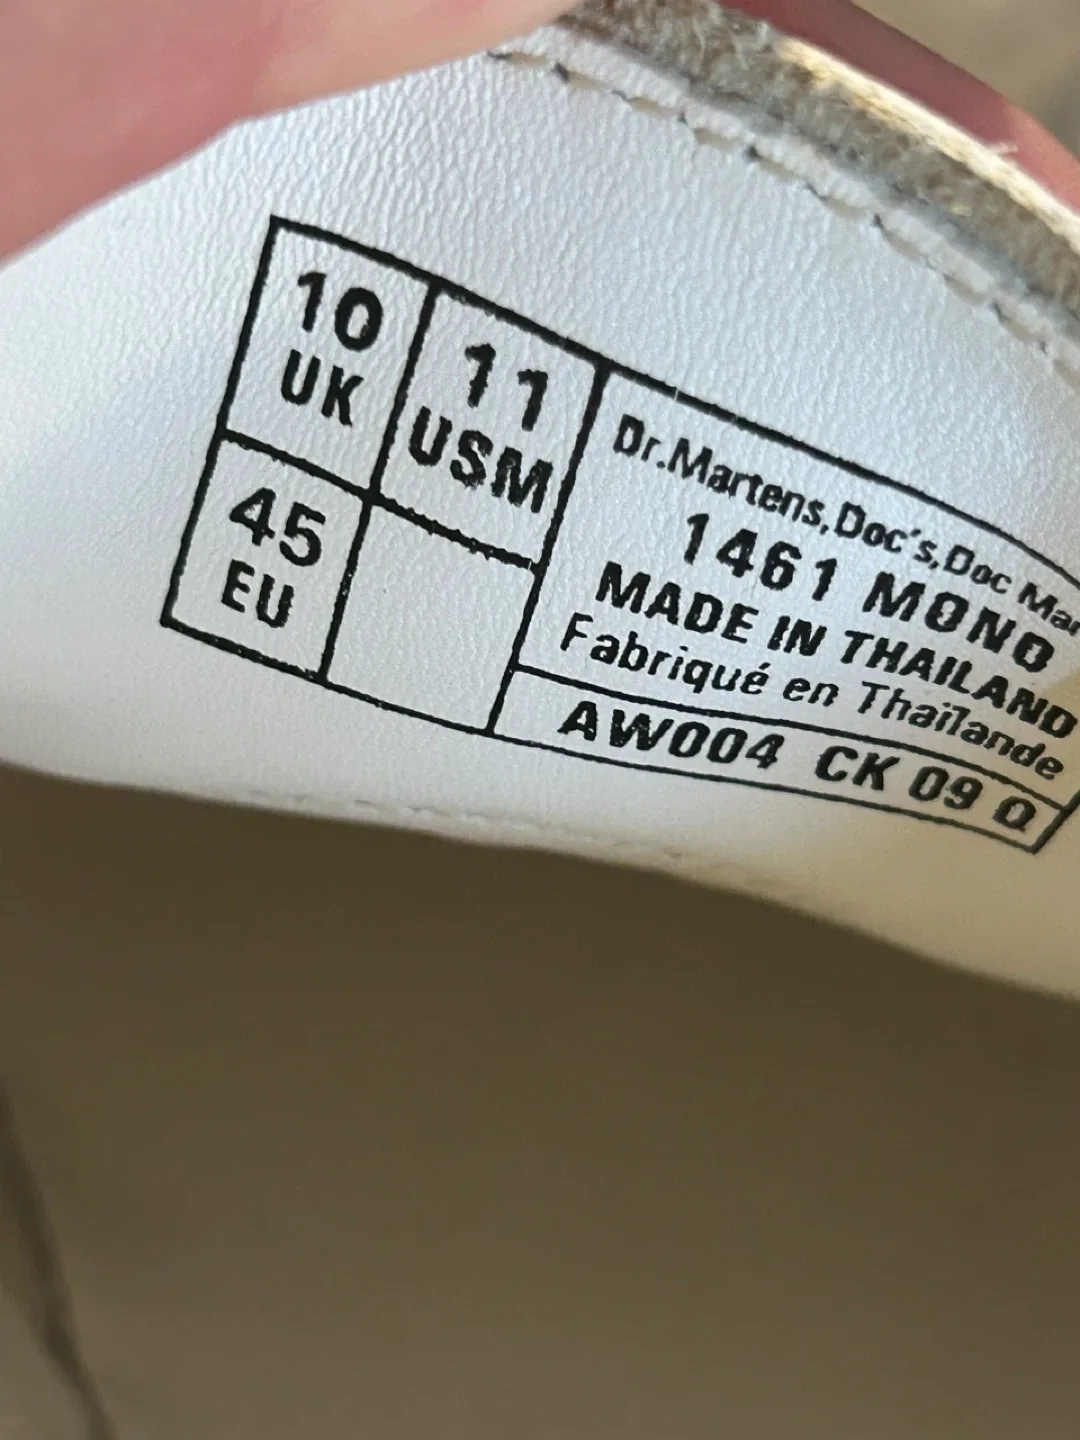 10
UK
11
USM
45
EU
Dr.Martens,Doc's,Doc
1461 MONO
MADE IN THAILAND
Fabriqué en Thaïlande
AW004 CK 09 Q